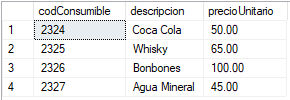 codConsumible descripcion precioUnitario
1 2324 Coca Cola 50.00
2 2325 Whisky 65.00
3 2326 Bonbones 100.00
4 2327 Agua Mineral 45.00